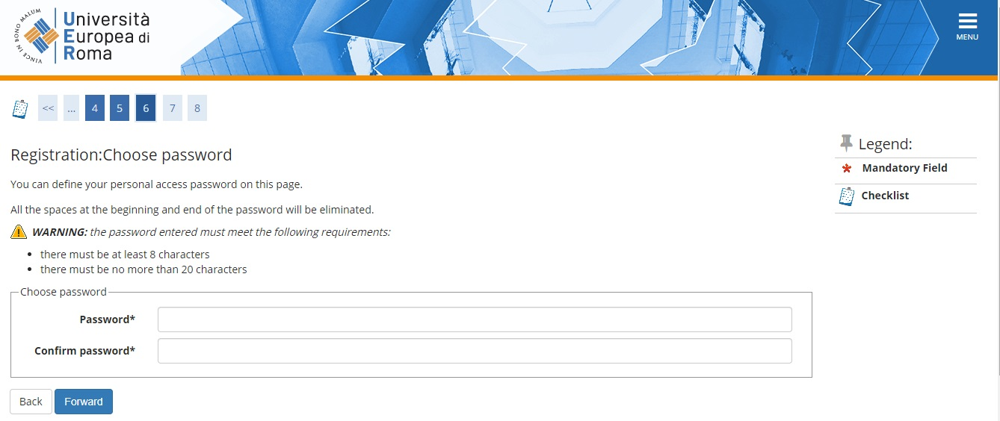 VINCE IN BONO MALUM
Università
Europea di
Roma
MENU
<< ... 4 5 6 7 8
Registration:Choose password
You can define your personal access password on this page.
All the spaces at the beginning and end of the password will be eliminated.
WARNING: the password entered must meet the following requirements:
• there must be at least 8 characters
• there must be no more than 20 characters
Choose password
Password*
Confirm password*
Back Forward
Legend:
Mandatory Field
Checklist